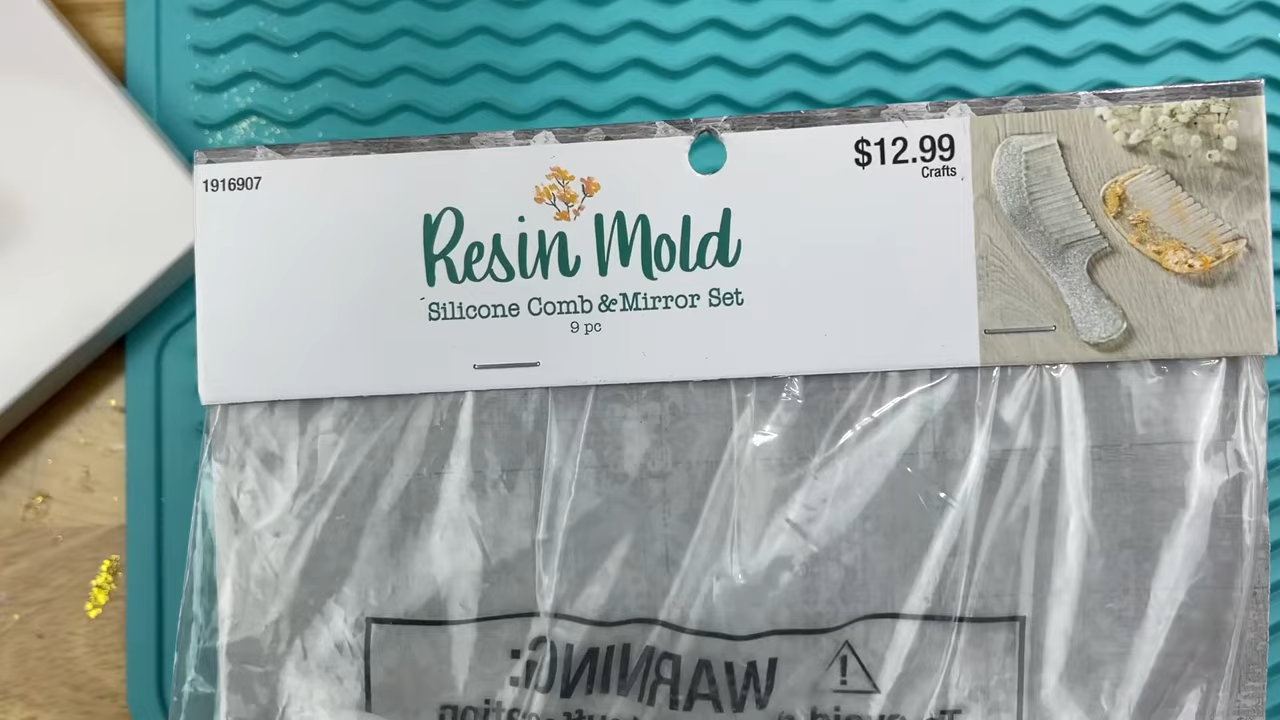 1916907
$12.99
Crafts
Resin Mold
Silicone Comb & Mirror Set
9 pc
WARNING: